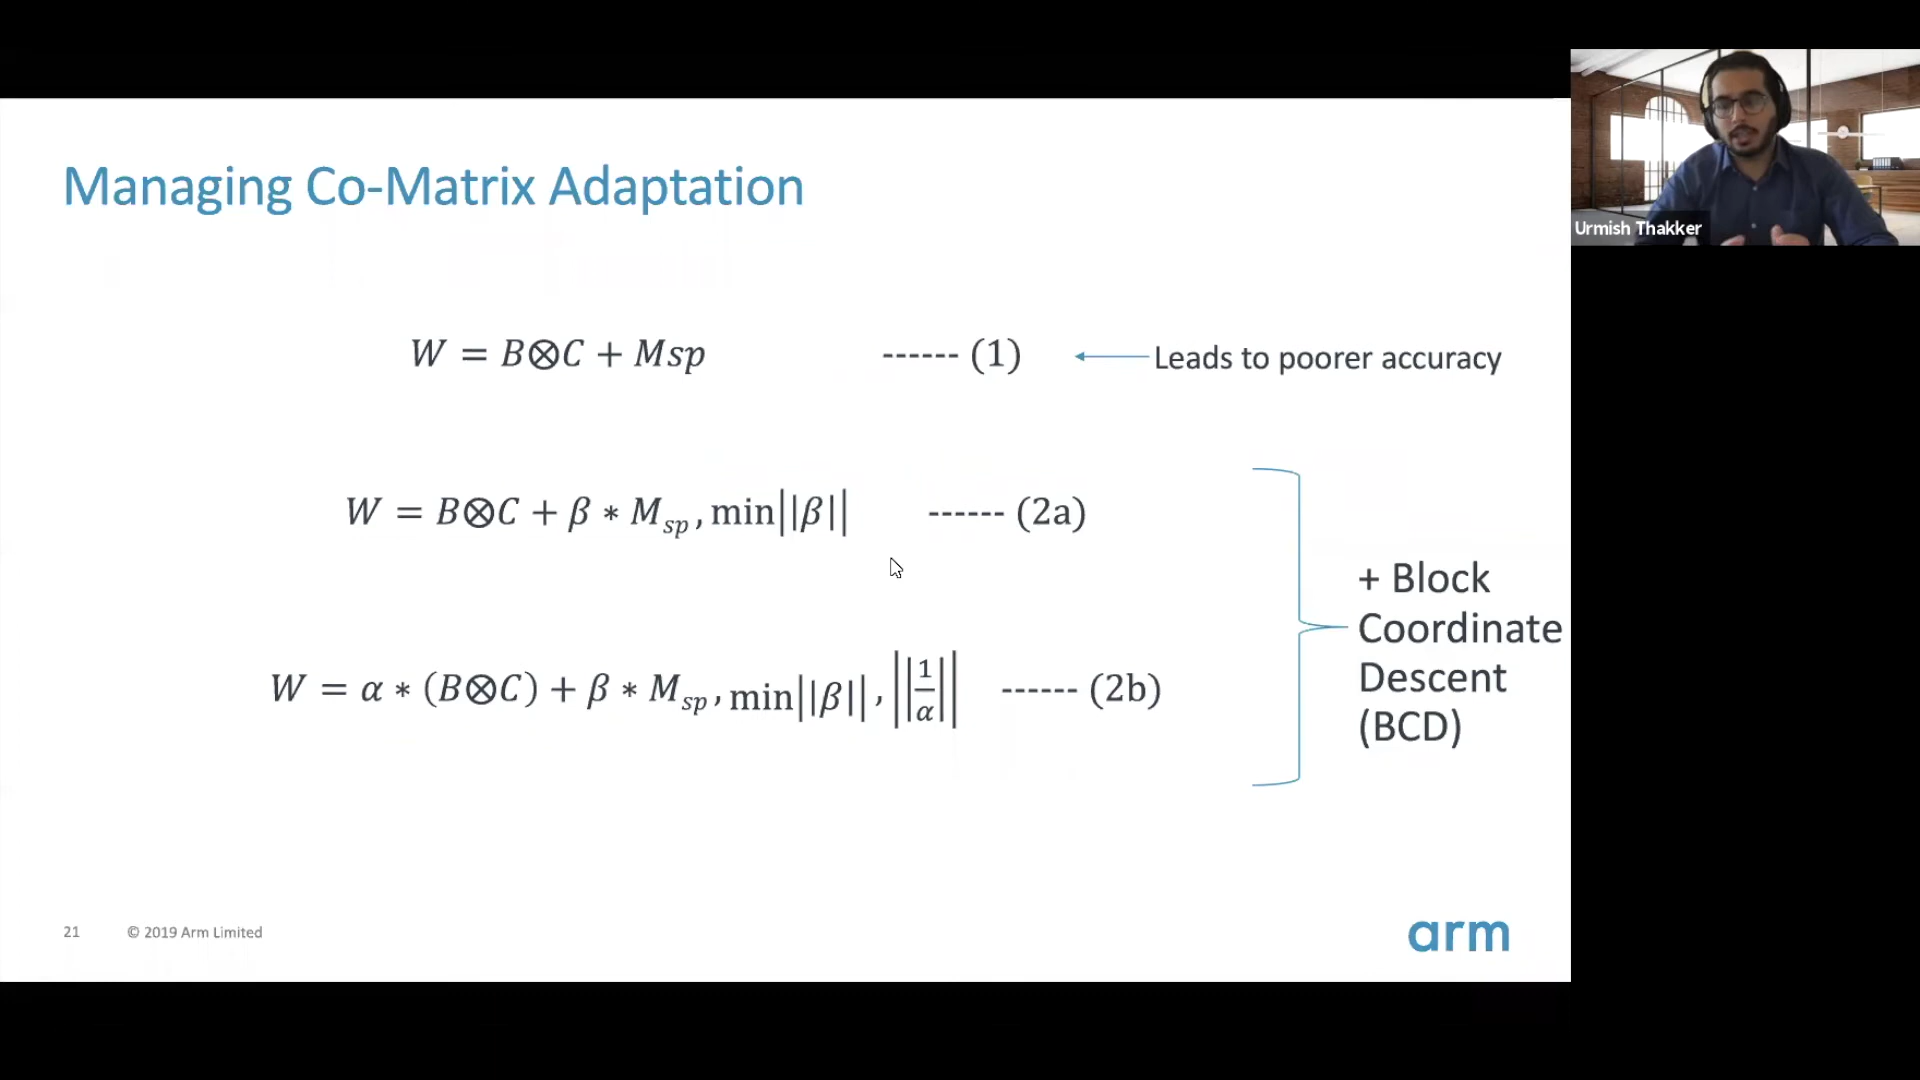 Managing Co-Matrix Adaptation
Urmish Thakker
W = B⊗C + Msp ------ (1) Leads to poorer accuracy
W = B⊗C + β ∗ M_sp, min||β|| ------ (2a)
+ Block
Coordinate
Descent
(BCD)
W = α ∗ (B⊗C) + β ∗ M_sp, min||β||, ||1/α|| ------ (2b)
21 © 2019 Arm Limited
arm